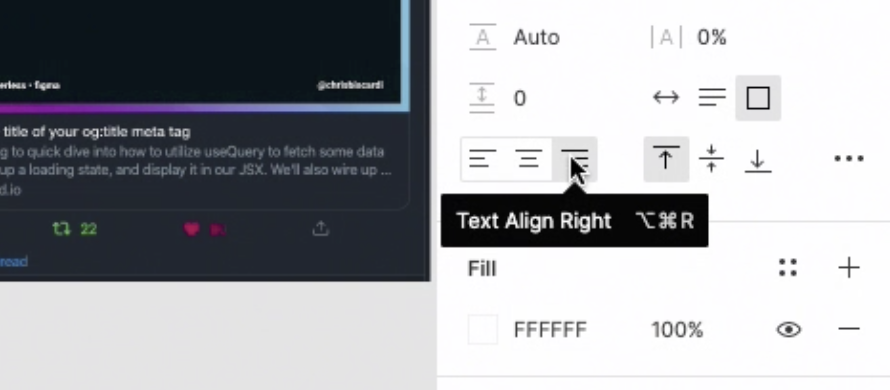 erless • figma
@chrisbiscardi
title of your og:title meta tag
g to quick dive into how to utilize useQuery to fetch some data
up a loading state, and display it in our JSX. We'll also wire up ...
d.io
22
read
A Auto
|A| 0%
0
Text Align Right ⌥⌘R
Fill
FFFFFF 100%